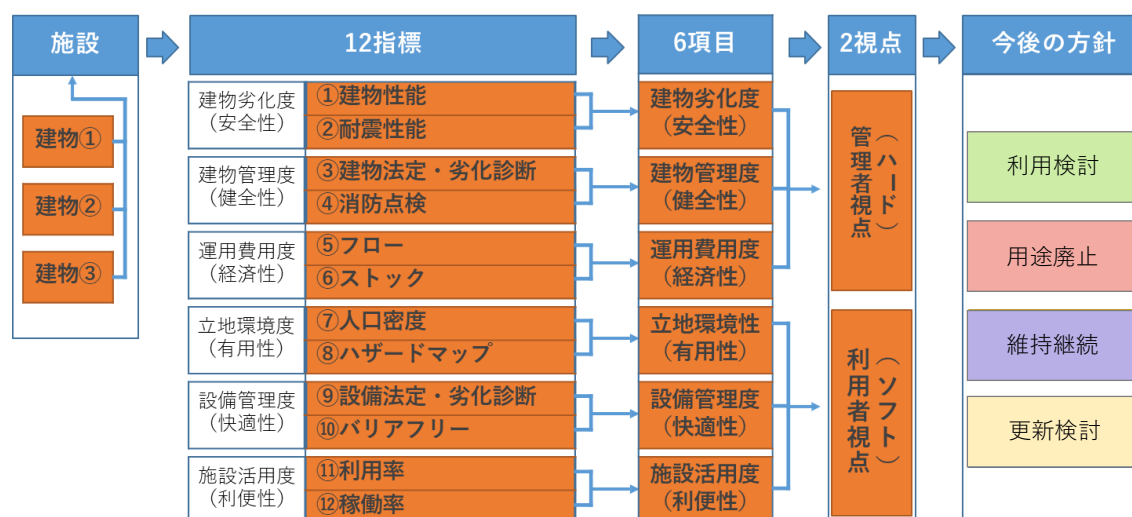 施設
12指標
6項目
2視点
今後の方針
建物①
建物②
建物③
建物劣化度
(安全性)
①建物性能
②耐震性能
建物管理度
(健全性)
③建物法定・劣化診断
④消防点検
運用費用度
(経済性)
⑤フロー
⑥ストック
立地環境度
(有用性)
⑦人口密度
⑧ハザードマップ
設備管理度
(快適性)
⑨設備法定・劣化診断
⑩バリアフリー
施設活用度
(利便性)
⑪利用率
⑫稼働率
建物劣化度
(安全性)
建物管理度
(健全性)
運用費用度
(経済性)
立地環境性
(有用性)
設備管理度
(快適性)
施設活用度
(利便性)
管理者視点
（ハード）
利用者視点
（ソフト）
利用検討
用途廃止
維持継続
更新検討